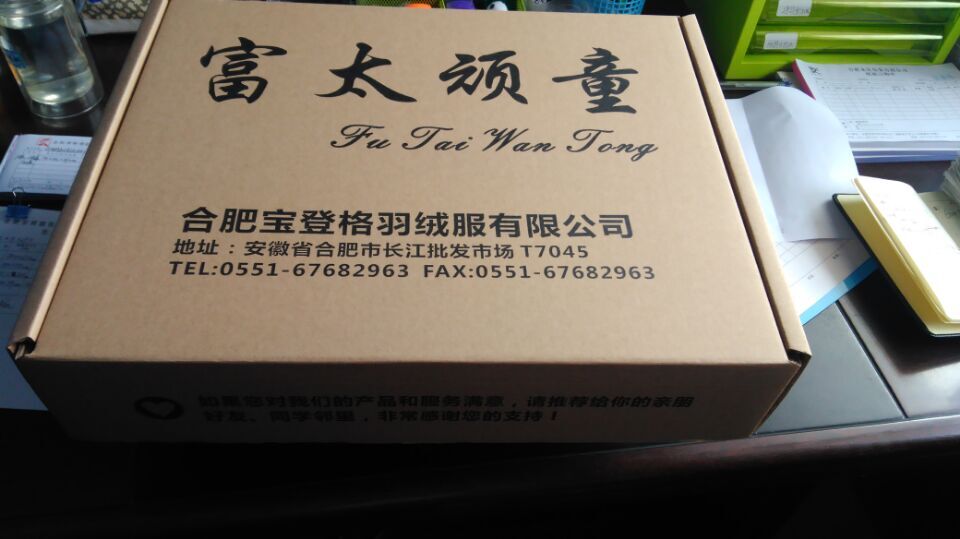 富太顽童
Fu Tai Wan Tong
合肥宝登格羽绒服有限公司
地址：安徽省合肥市长江批发市场 T7045
TEL:0551-67682963 FAX:0551-67682963
如果您对我们的产品和服务满意，请推荐给你的亲朋
好友、同学邻里，非常感谢您的支持！